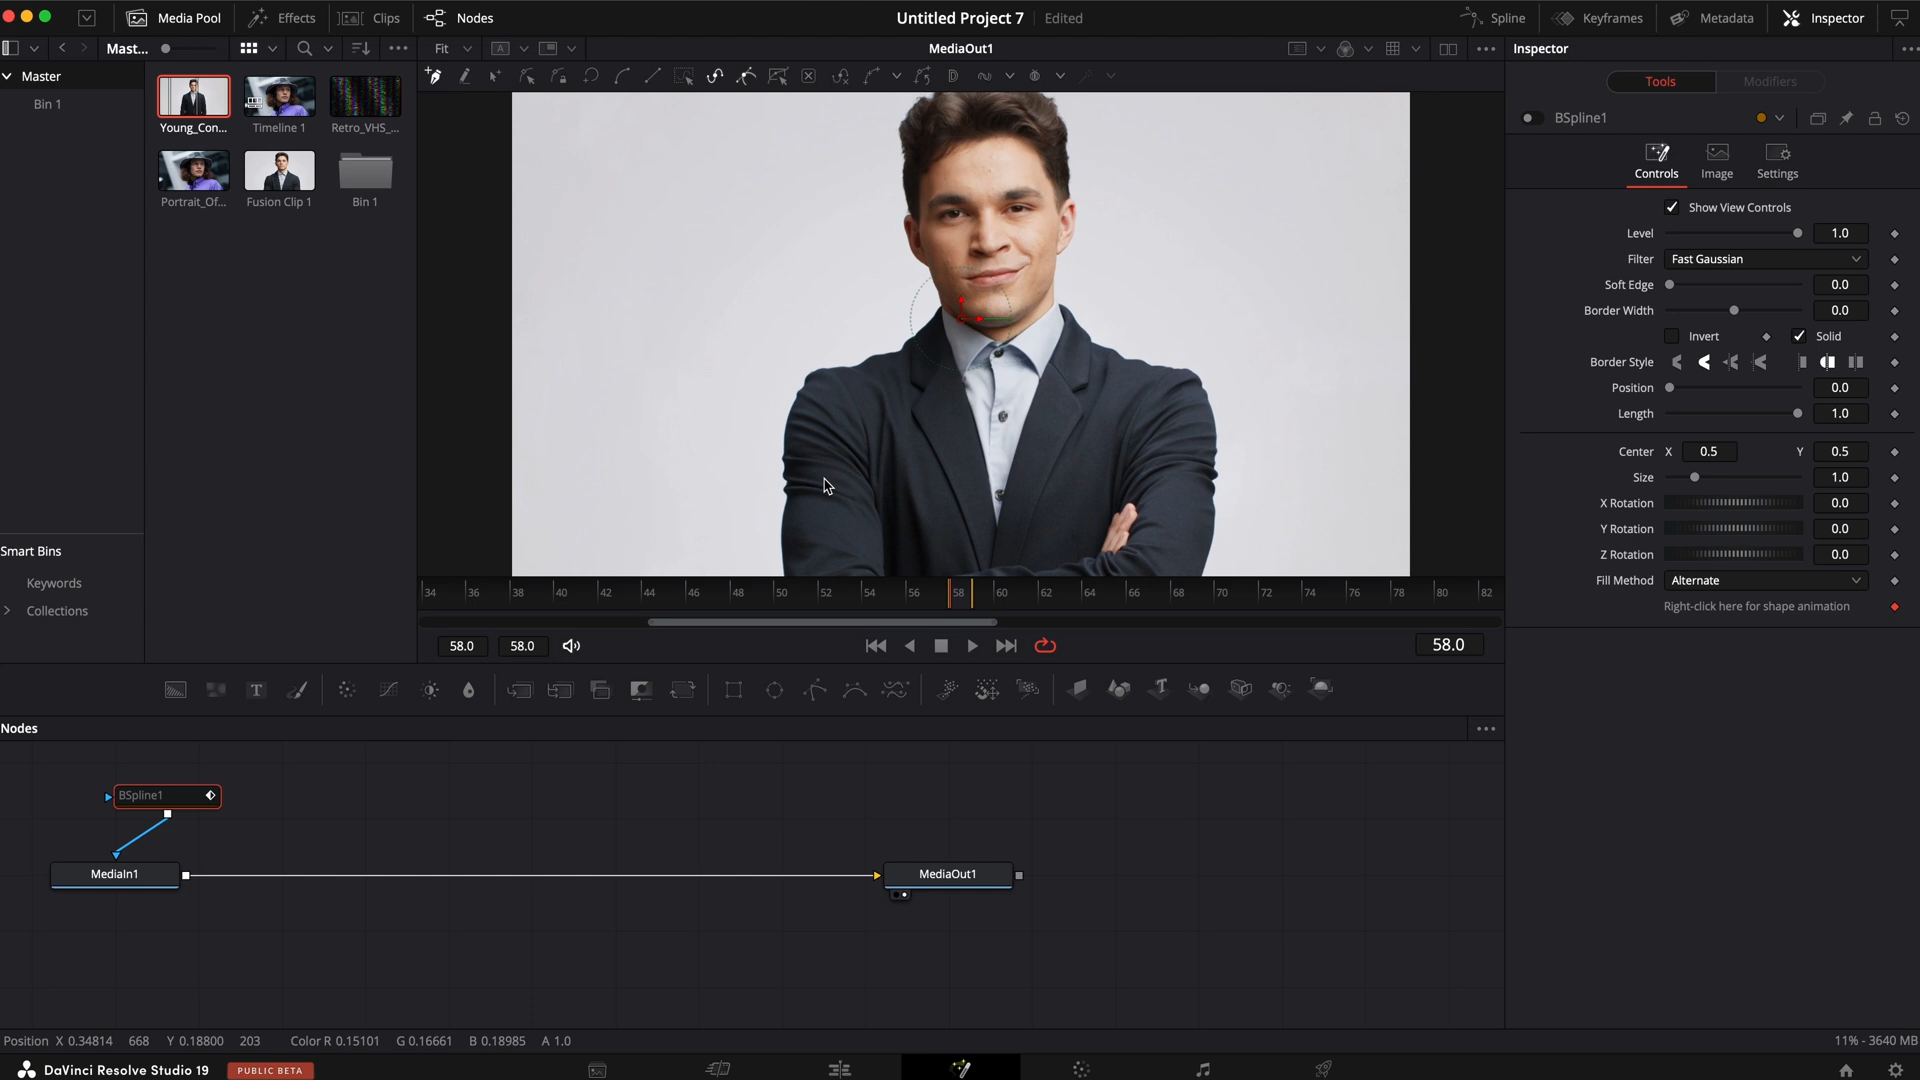 Media Pool
Effects
Clips
Nodes
Untitled Project 7
Edited
Spline
Keyframes
Metadata
Inspector
Mast...
Fit
A
MediaOut1
Inspector
Master
Bin 1
Young_Con...
Timeline 1
Retro_VHS_...
Portrait_Of...
Fusion Clip 1
Bin 1
Smart Bins
Keywords
Collections
Tools
Modifiers
BSpline1
Controls
Image
Settings
Show View Controls
Level 1.0
Filter Fast Gaussian
Soft Edge 0.0
Border Width 0.0
Invert Solid
Border Style
Position 0.0
Length 1.0
Center X 0.5 Y 0.5
Size 1.0
X Rotation 0.0
Y Rotation 0.0
Z Rotation 0.0
Fill Method Alternate
Right-click here for shape animation
34 36 38 40 42 44 46 48 50 52 54 56 58 60 62 64 66 68 70 72 74 76 78 80 82
58.0 58.0 58.0
T
Nodes
BSpline1
MediaIn1
MediaOut1
Position X 0.34814 668 Y 0.18800 203 Color R 0.15101 G 0.16661 B 0.18985 A 1.0
11% - 3640 MB
DaVinci Resolve Studio 19
PUBLIC BETA